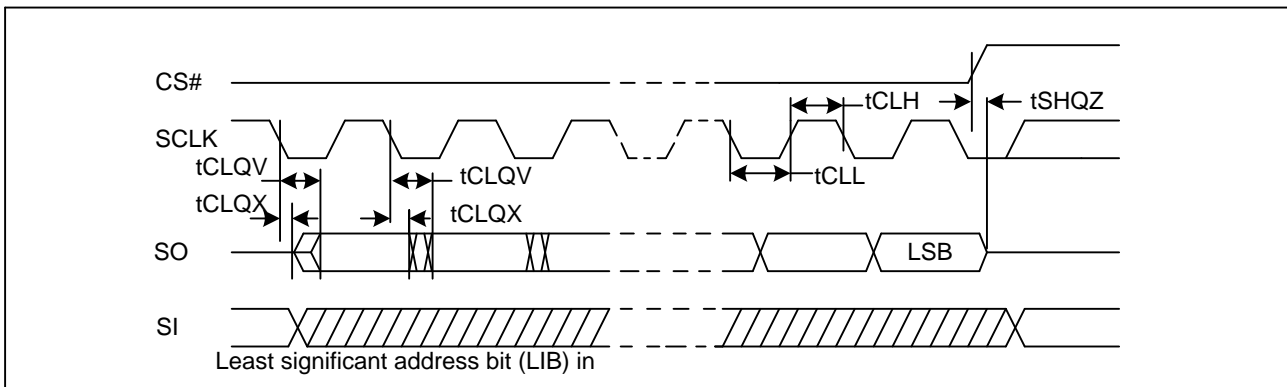 CS#
tCLH
tSHQZ
SCLK
tCLQV
tCLQV
tCLL
tCLQX
tCLQX
SO
LSB
SI
Least significant address bit (LIB) in